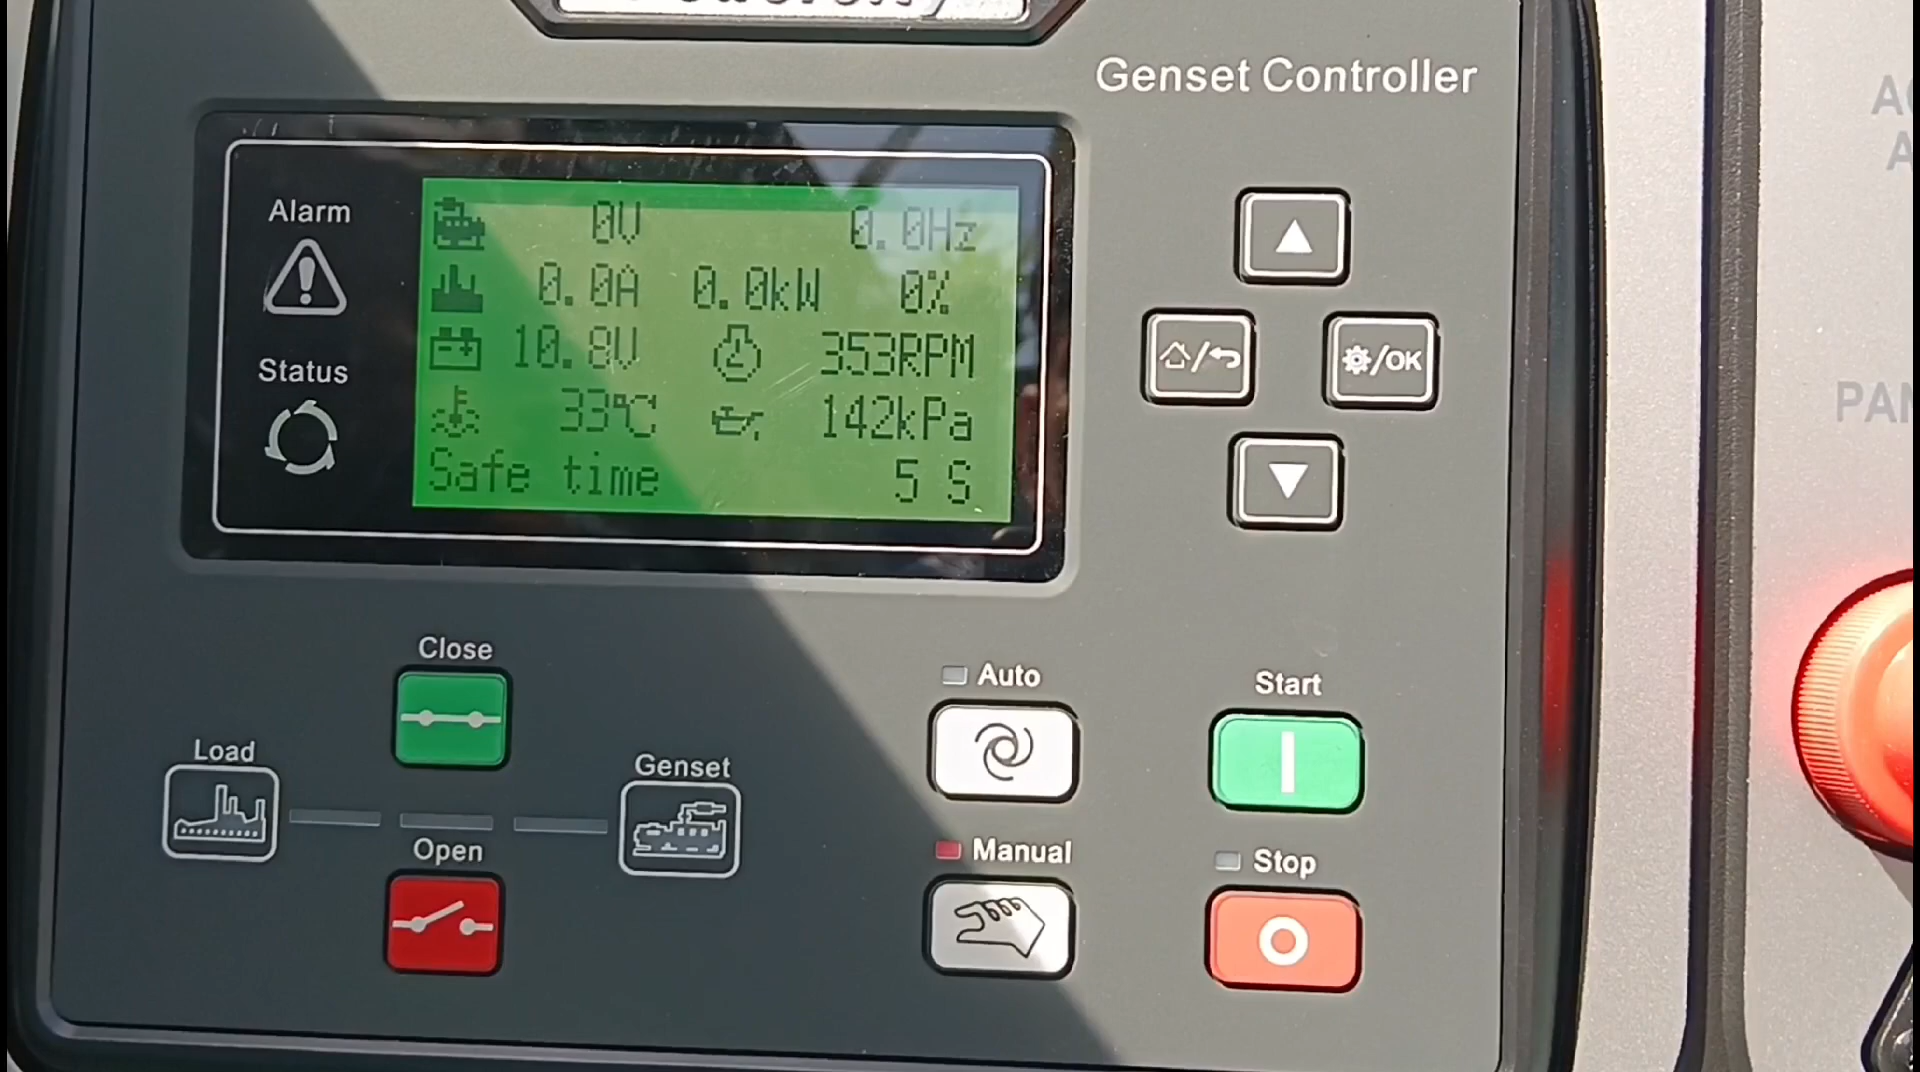 Genset Controller
Alarm
0V 0.0Hz
0.0A 0.0kW 0%
10.8V 353RPM
Status
33℃ 142kPa
Safe time 5 S
/OK
Close
Auto
Start
Load
Genset
Open
Manual
Stop